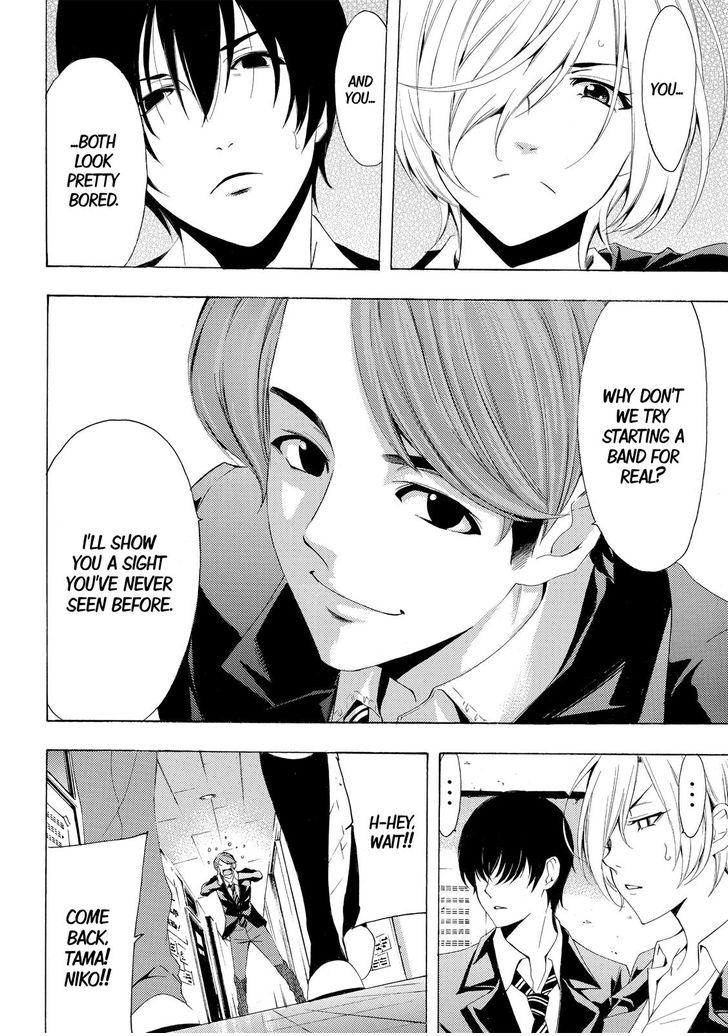 YOU...
AND
YOU...
...BOTH
LOOK
PRETTY
BORED.
WHY DON'T
WE TRY
STARTING A
BAND FOR
REAL?
I'LL SHOW
YOU A SIGHT
YOU'VE NEVER
SEEN BEFORE.
...
...
H-HEY,
WAIT!!
COME
BACK,
TAMA!
NIKO!!